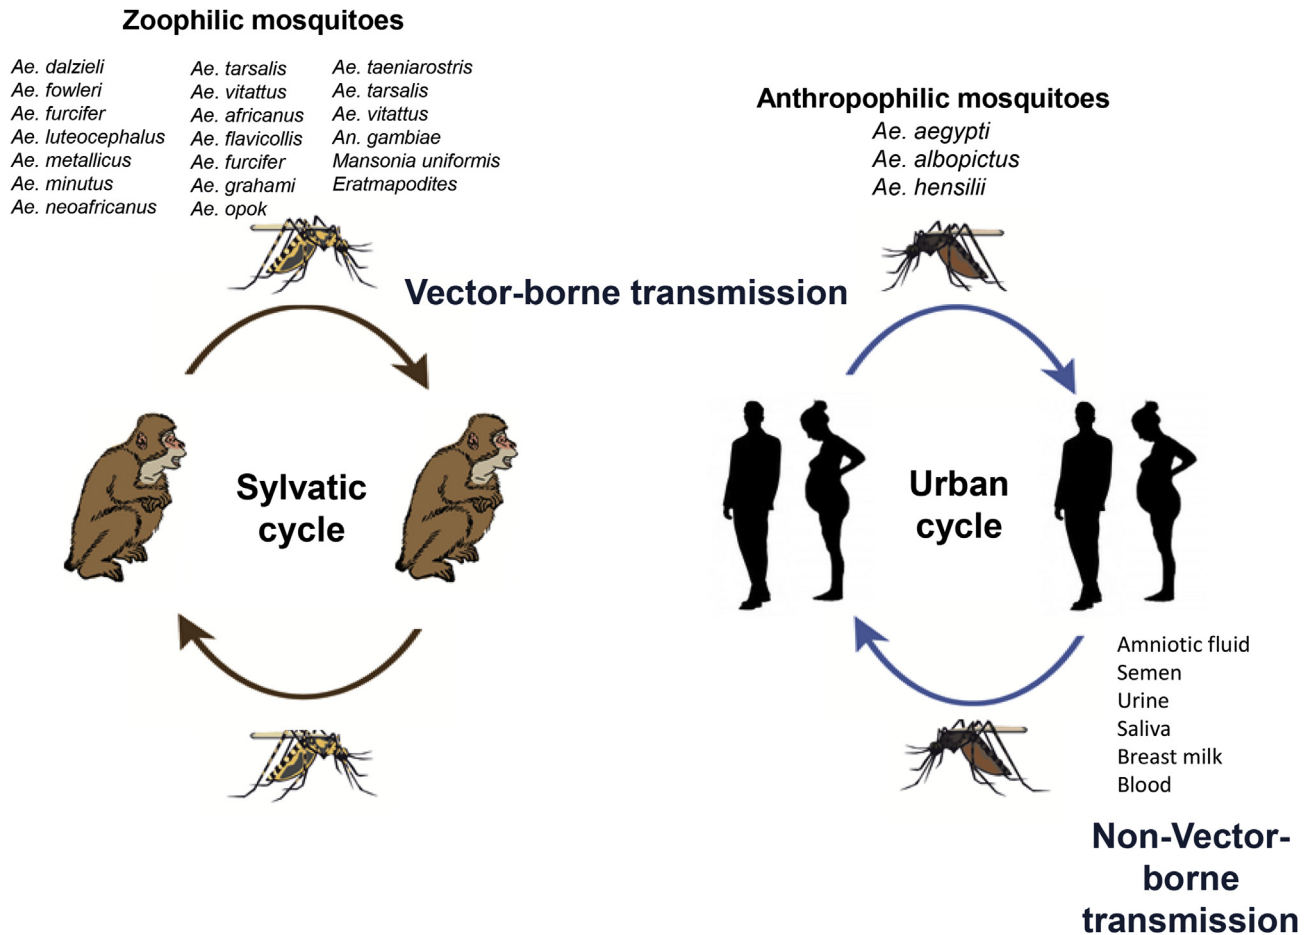 Zoophilic mosquitoes
Ae. dalzieli
Ae. fowleri
Ae. furcifer
Ae. luteocephalus
Ae. metallicus
Ae. minutus
Ae. neoafricanus
Ae. tarsalis
Ae. vitattus
Ae. africanus
Ae. flavicollis
Ae. furcifer
Ae. grahami
Ae. opok
Ae. taeniarostris
Ae. tarsalis
Ae. vitattus
An. gambiae
Mansonia uniformis
Eratmapodites
Anthropophilic mosquitoes
Ae. aegypti
Ae. albopictus
Ae. hensilii
Vector-borne transmission
Sylvatic
cycle
Urban
cycle
Amniotic fluid
Semen
Urine
Saliva
Breast milk
Blood
Non-Vector-
borne
transmission